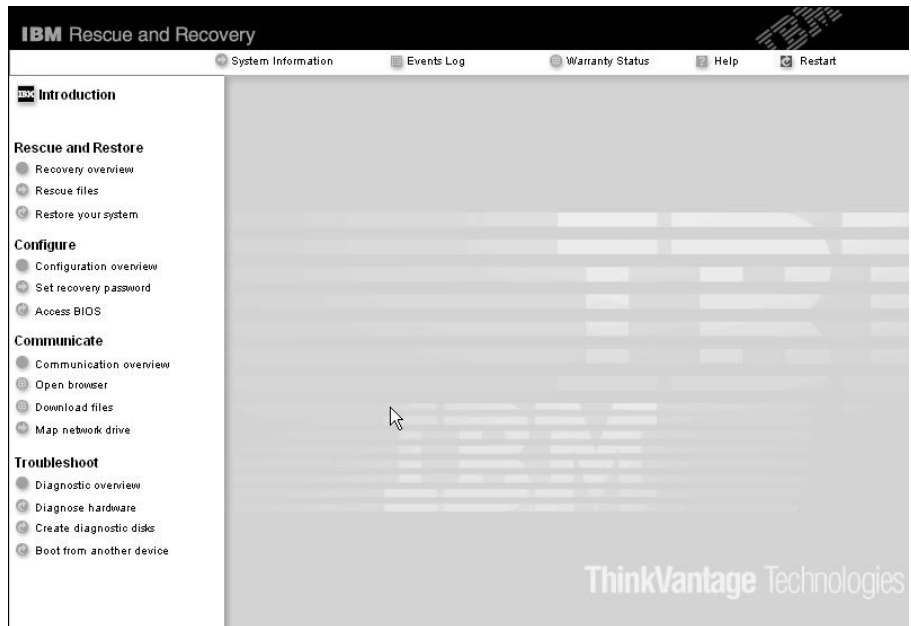 IBM Rescue and Recovery
IBM
System Information Events Log Warranty Status Help Restart
Introduction
Rescue and Restore
Recovery overview
Rescue files
Restore your system
Configure
Configuration overview
Set recovery password
Access BIOS
Communicate
Communication overview
Open browser
Download files
Map network drive
Troubleshoot
Diagnostic overview
Diagnose hardware
Create diagnostic disks
Boot from another device
IBM
ThinkVantage Technologies